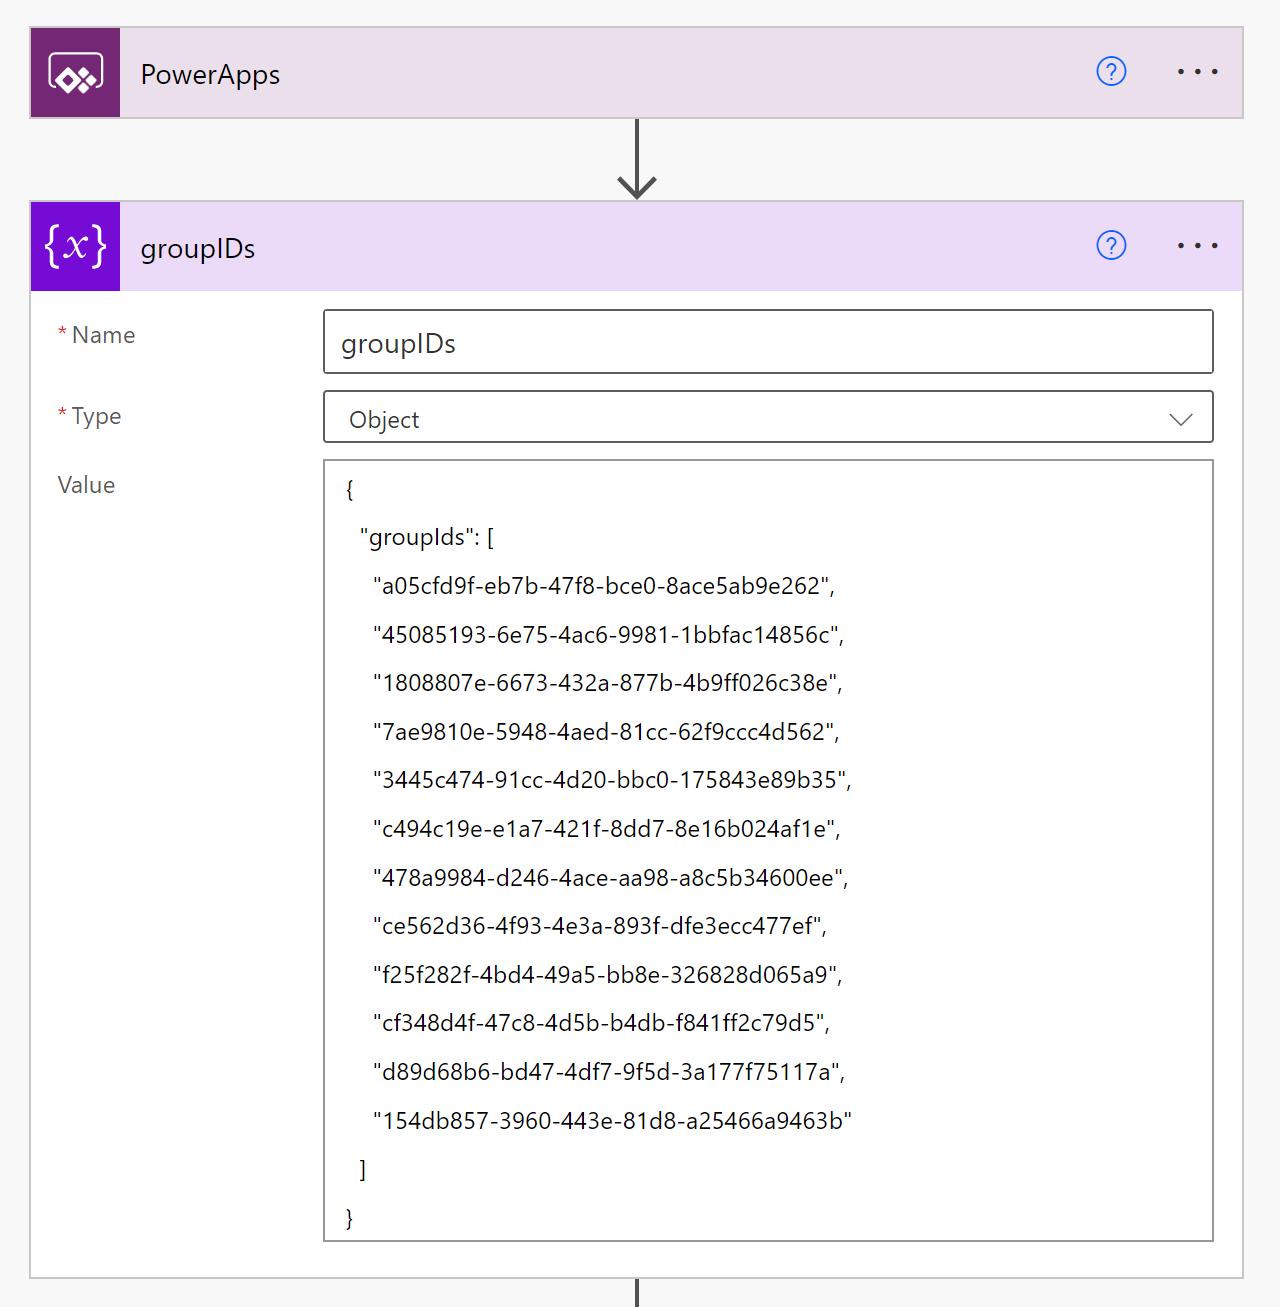 PowerApps
{x}
groupIDs
* Name
groupIDs
* Type
Object
Value
{
"groupIds": [
"a05cfd9f-eb7b-47f8-bce0-8ace5ab9e262",
"45085193-6e75-4ac6-9981-1bbfac14856c",
"1808807e-6673-432a-877b-4b9ff026c38e",
"7ae9810e-5948-4aed-81cc-62f9ccc4d562",
"3445c474-91cc-4d20-bbc0-175843e89b35",
"c494c19e-e1a7-421f-8dd7-8e16b024af1e",
"478a9984-d246-4ace-aa98-a8c5b34600ee",
"ce562d36-4f93-4e3a-893f-dfe3ecc477ef",
"f25f282f-4bd4-49a5-bb8e-326828d065a9",
"cf348d4f-47c8-4d5b-b4db-f841ff2c79d5",
"d89d68b6-bd47-4df7-9f5d-3a177f75117a",
"154db857-3960-443e-81d8-a25466a9463b"
]
}